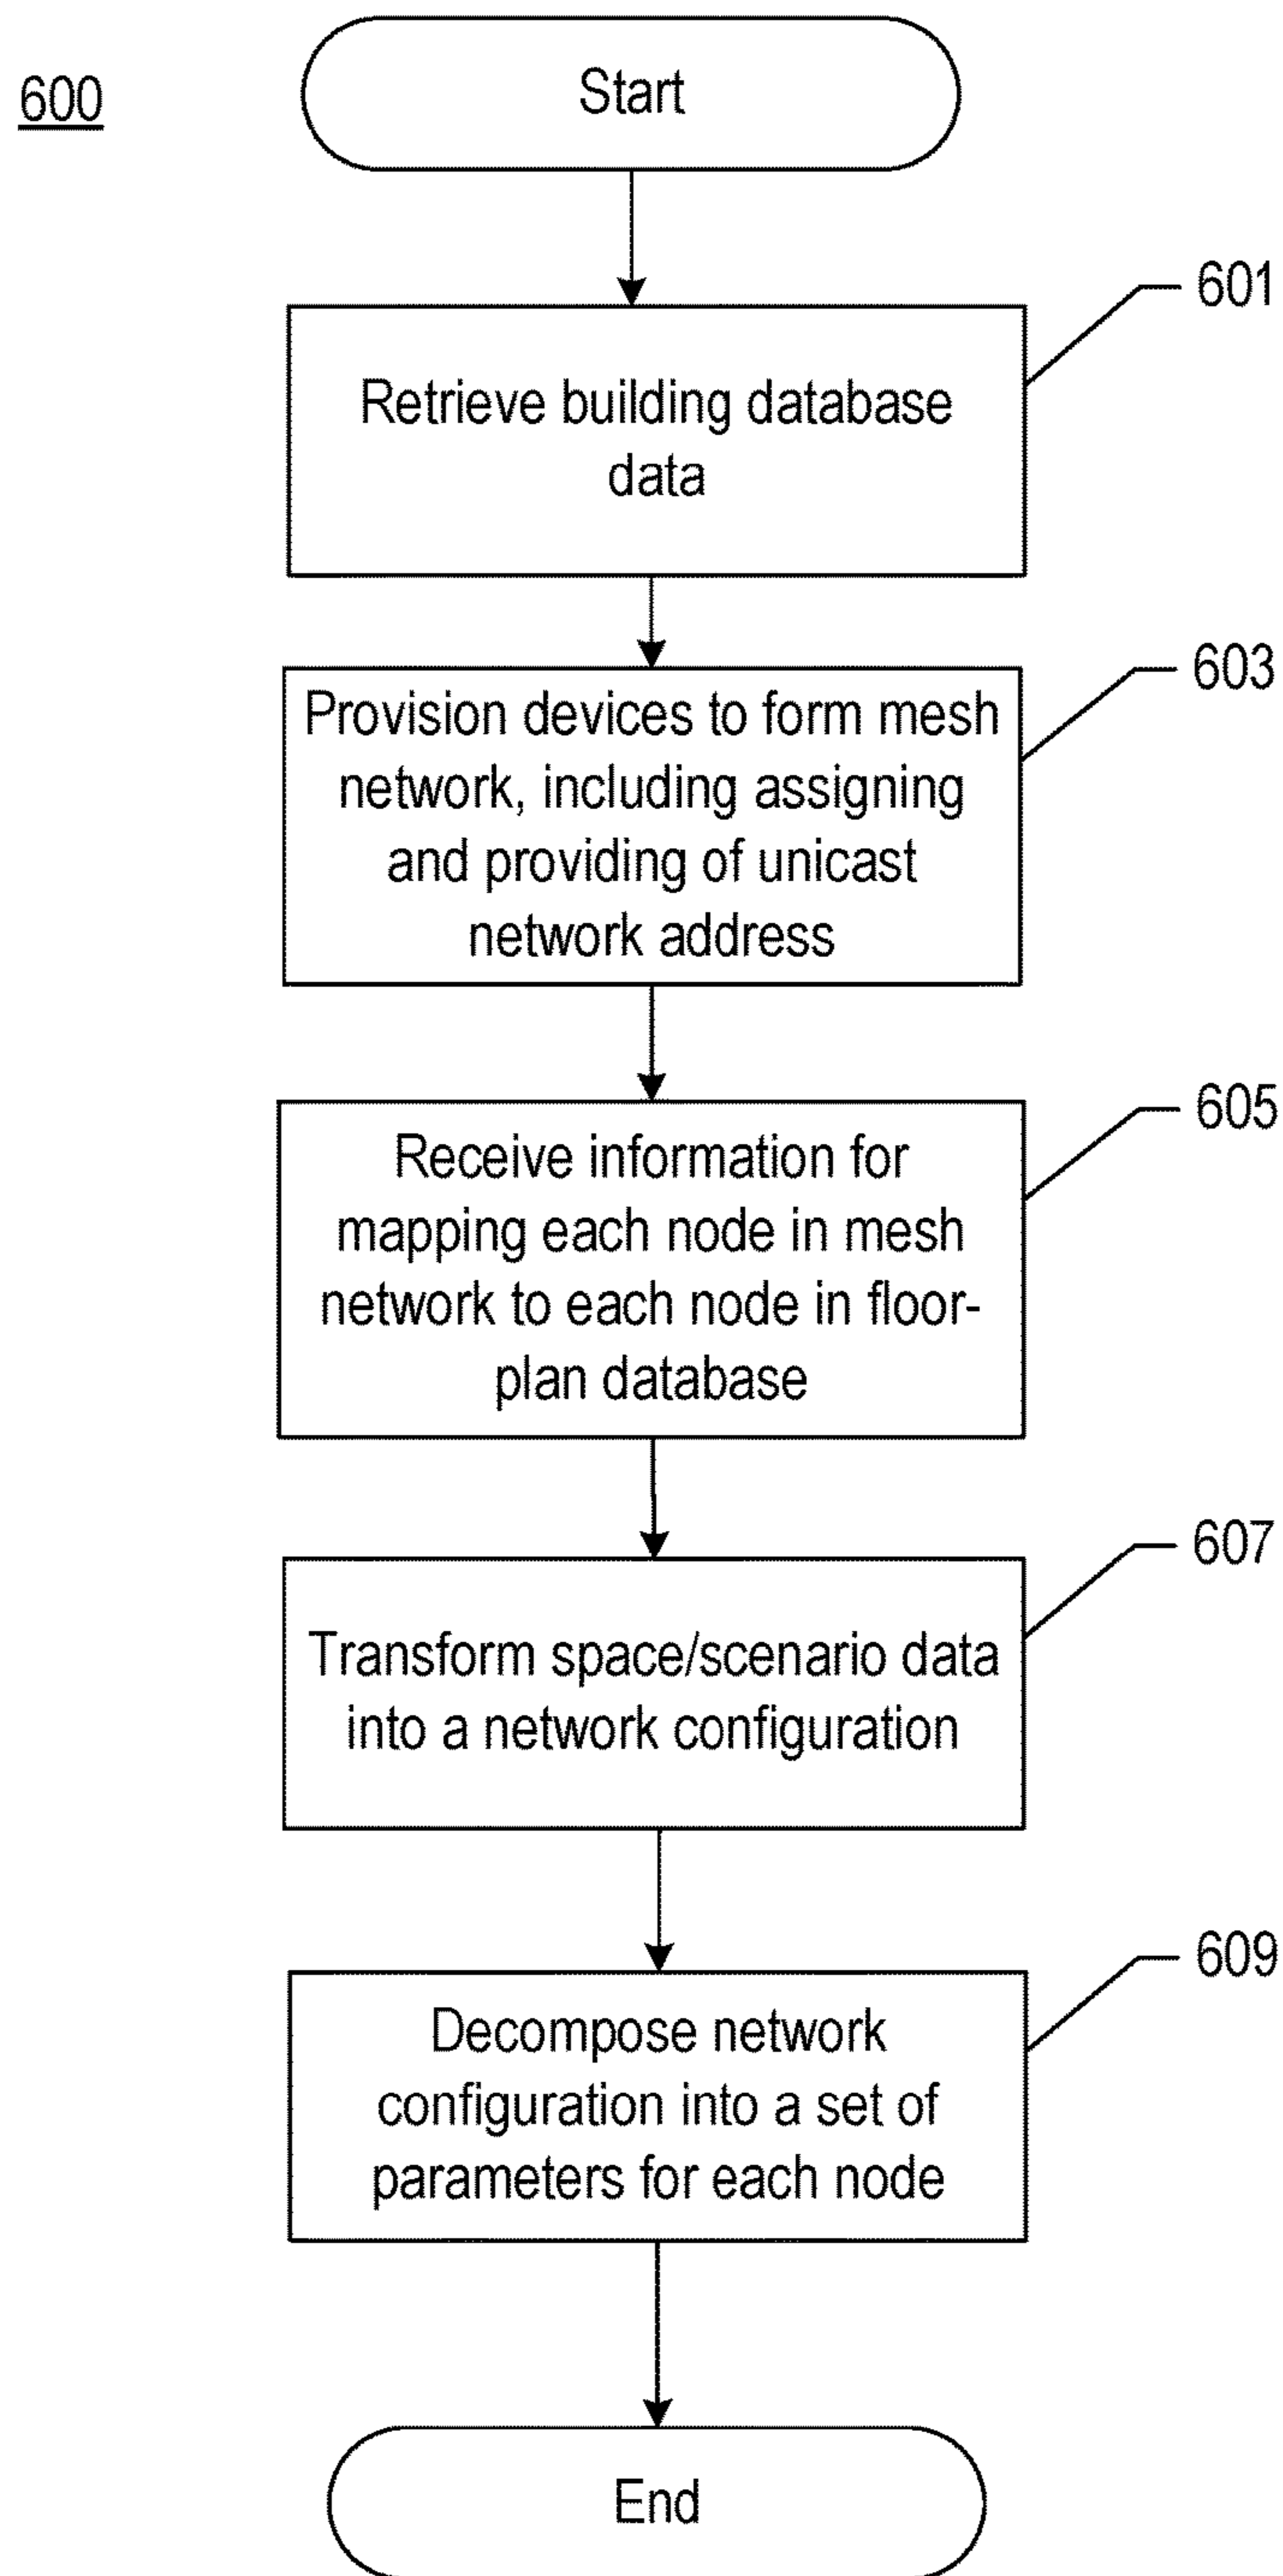 600
Start
601
Retrieve building database
data
603
Provision devices to form mesh
network, including assigning
and providing of unicast
network address
605
Receive information for
mapping each node in mesh
network to each node in floor-
plan database
607
Transform space/scenario data
into a network configuration
609
Decompose network
configuration into a set of
parameters for each node
End